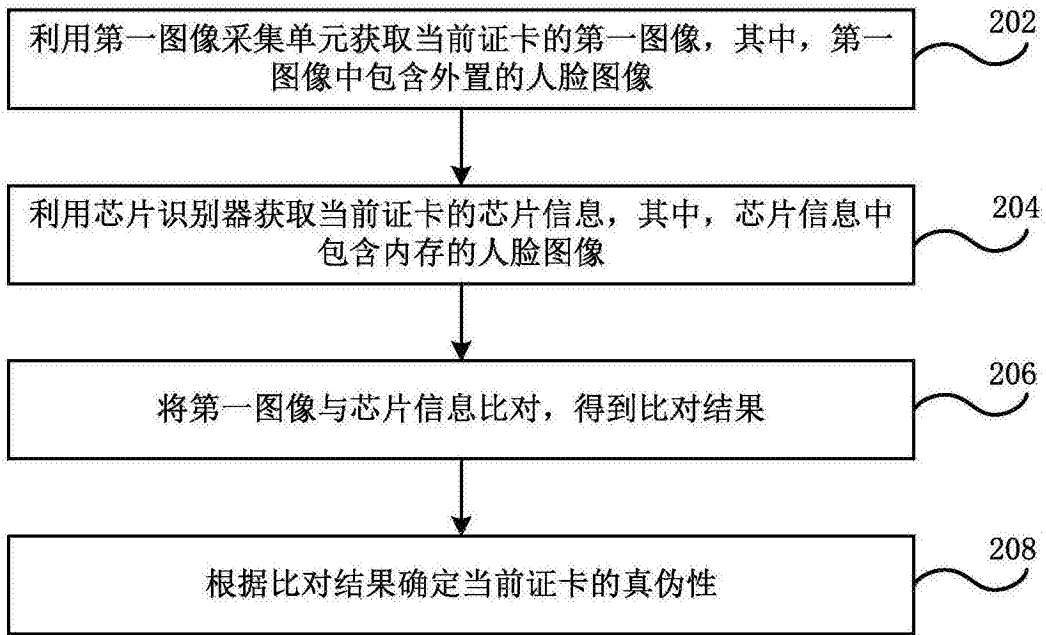 利用第一图像采集单元获取当前证卡的第一图像，其中，第一
图像中包含外置的人脸图像
202
利用芯片识别器获取当前证卡的芯片信息，其中，芯片信息中
包含内存的人脸图像
204
将第一图像与芯片信息比对，得到比对结果
206
根据比对结果确定当前证卡的真伪性
208